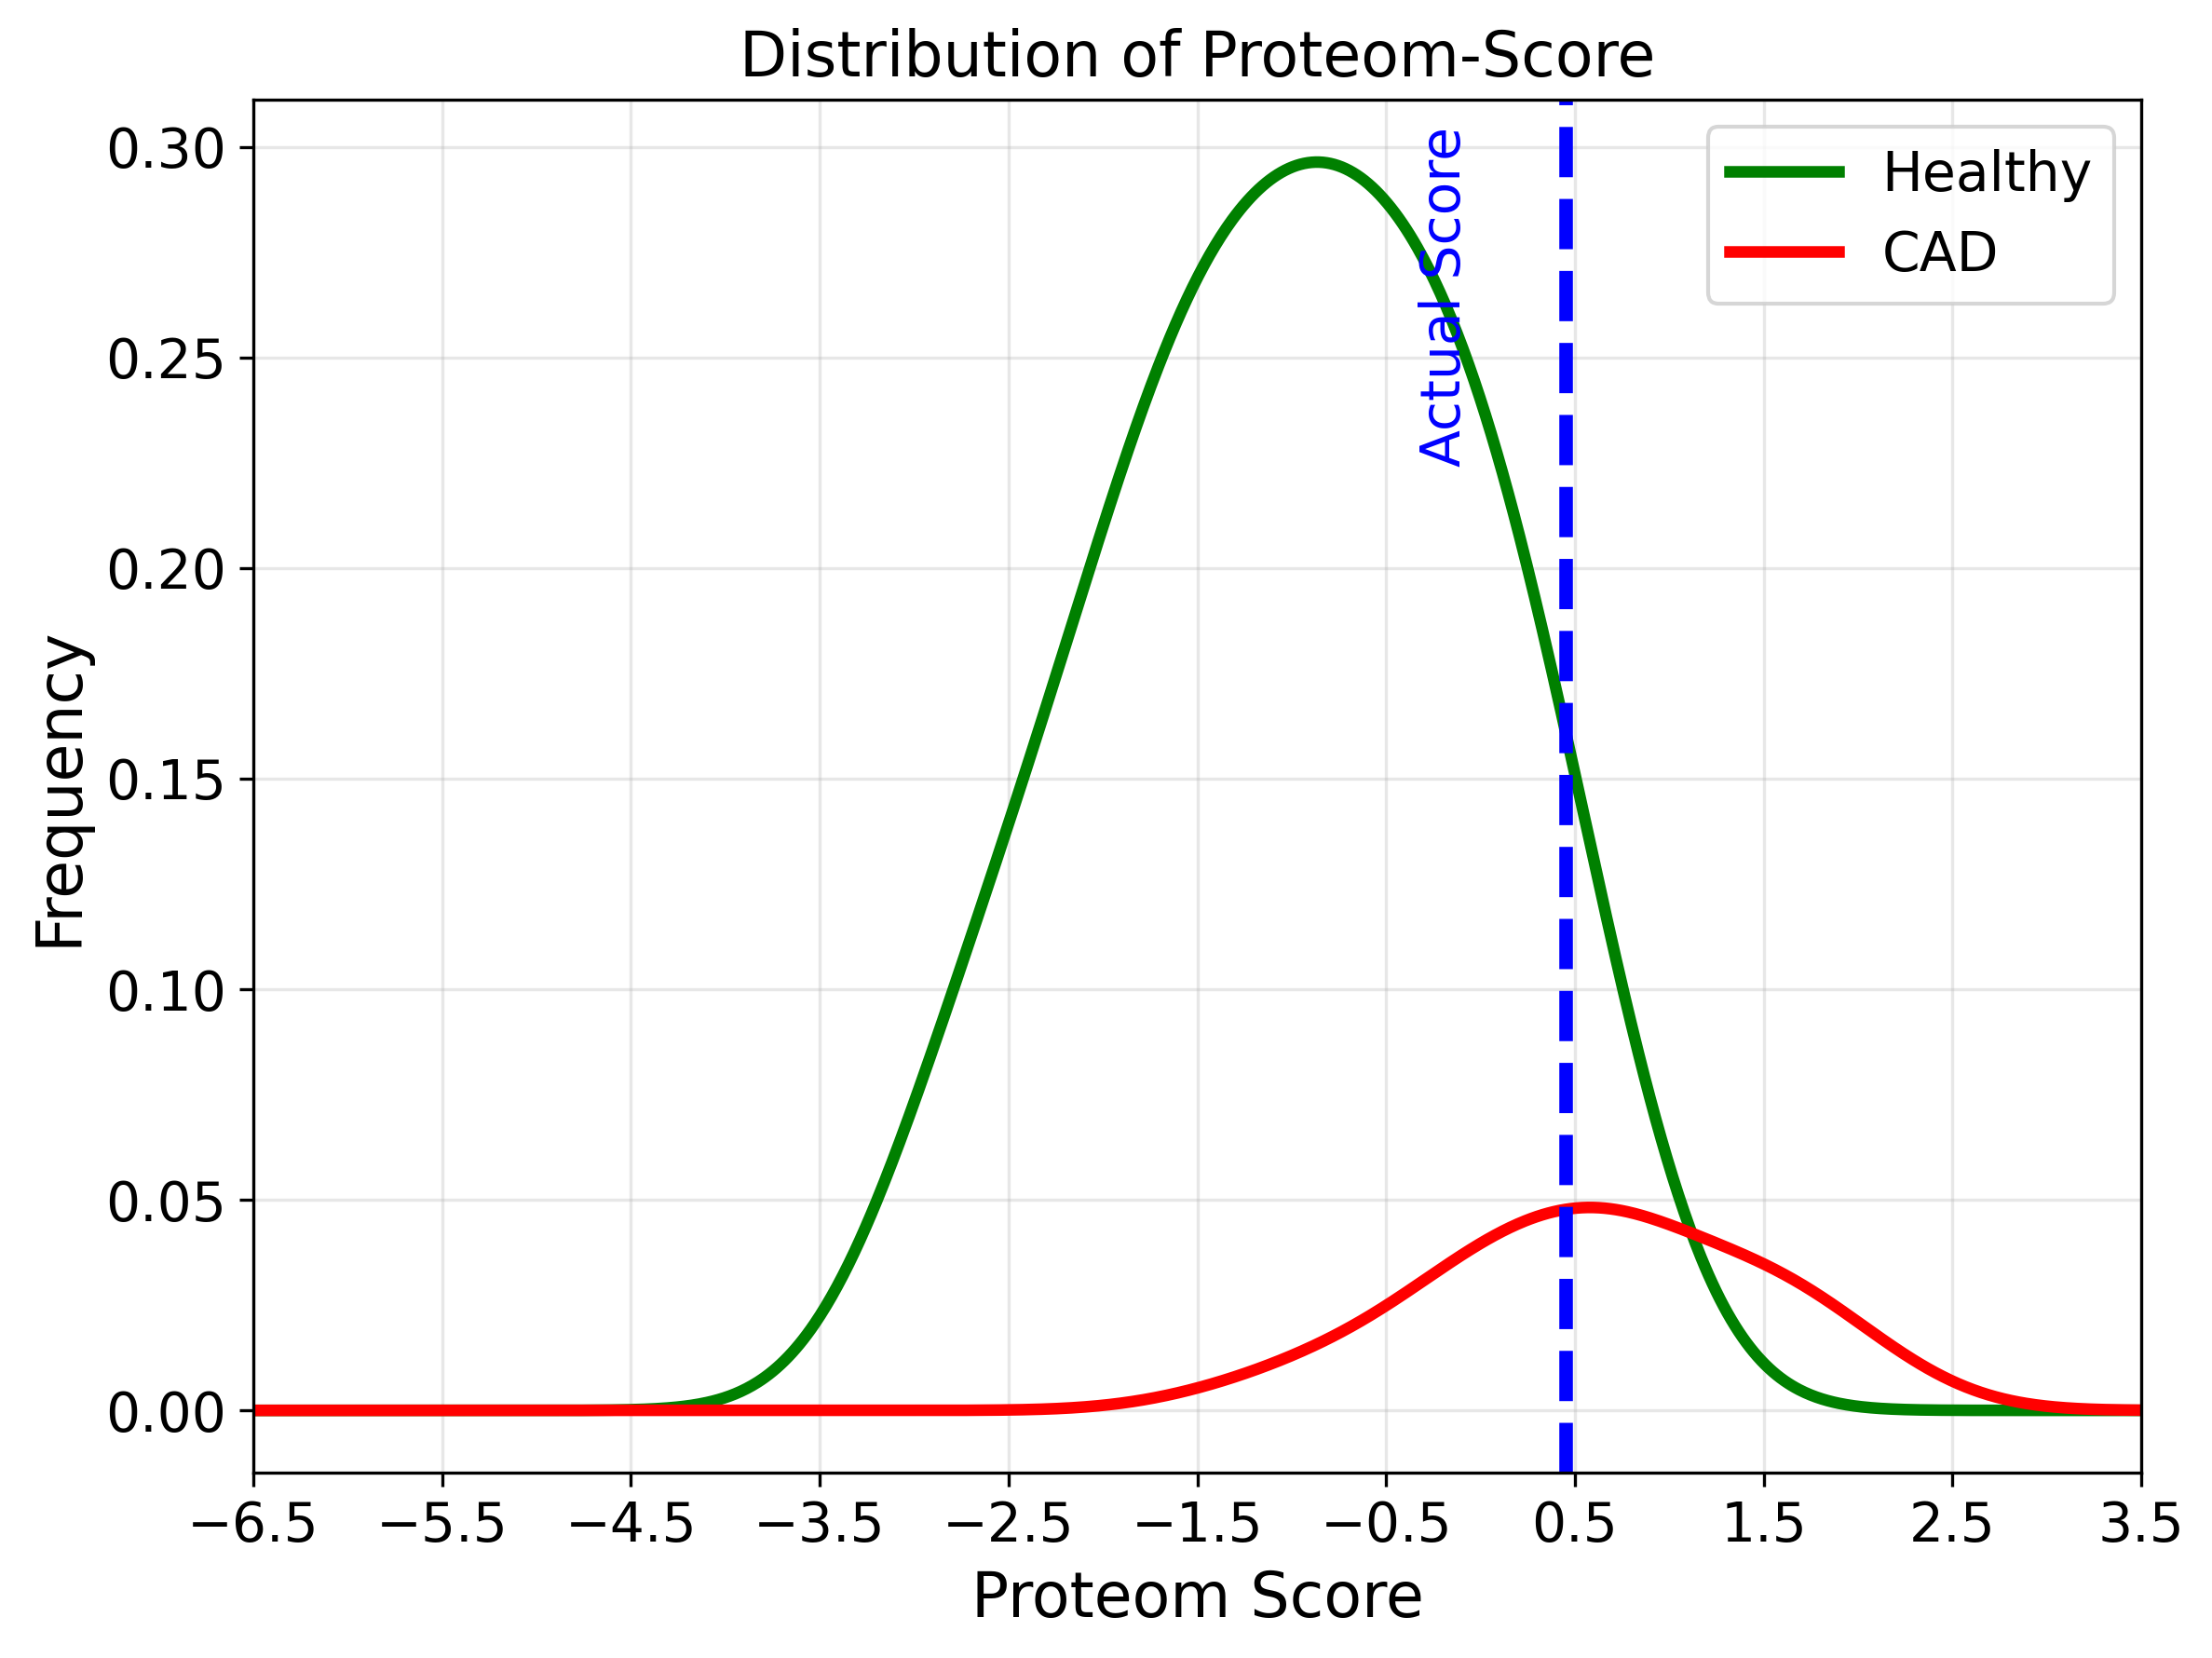 Distribution of Proteom-Score
Healthy
CAD
Actual Score
Frequency
0.30
0.25
0.20
0.15
0.10
0.05
0.00
−6.5 −5.5 −4.5 −3.5 −2.5 −1.5 −0.5 0.5 1.5 2.5 3.5
Proteom Score